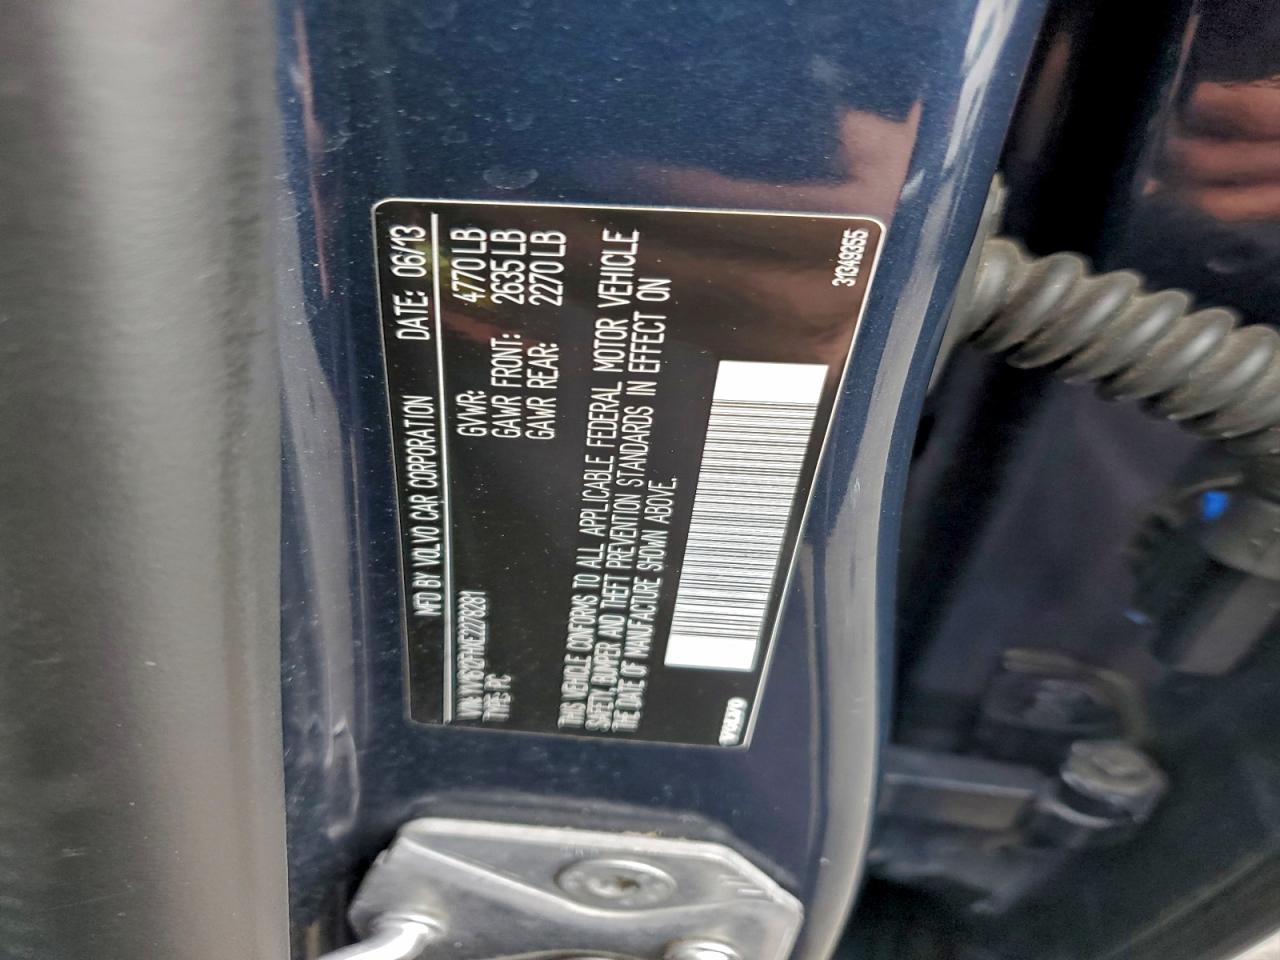 MFD BY VOLVO CAR CORPORATION DATE: 06/13
GVWR: 4770 LB
GAWR FRONT: 2635 LB
GAWR REAR: 2270 LB
VIN: YV1612FH1E2278281
TYPE: PC
THIS VEHICLE CONFORMS TO ALL APPLICABLE FEDERAL MOTOR VEHICLE
SAFETY, BUMPER AND THEFT PREVENTION STANDARDS IN EFFECT ON
THE DATE OF MANUFACTURE SHOWN ABOVE.
VOLVO
31349355